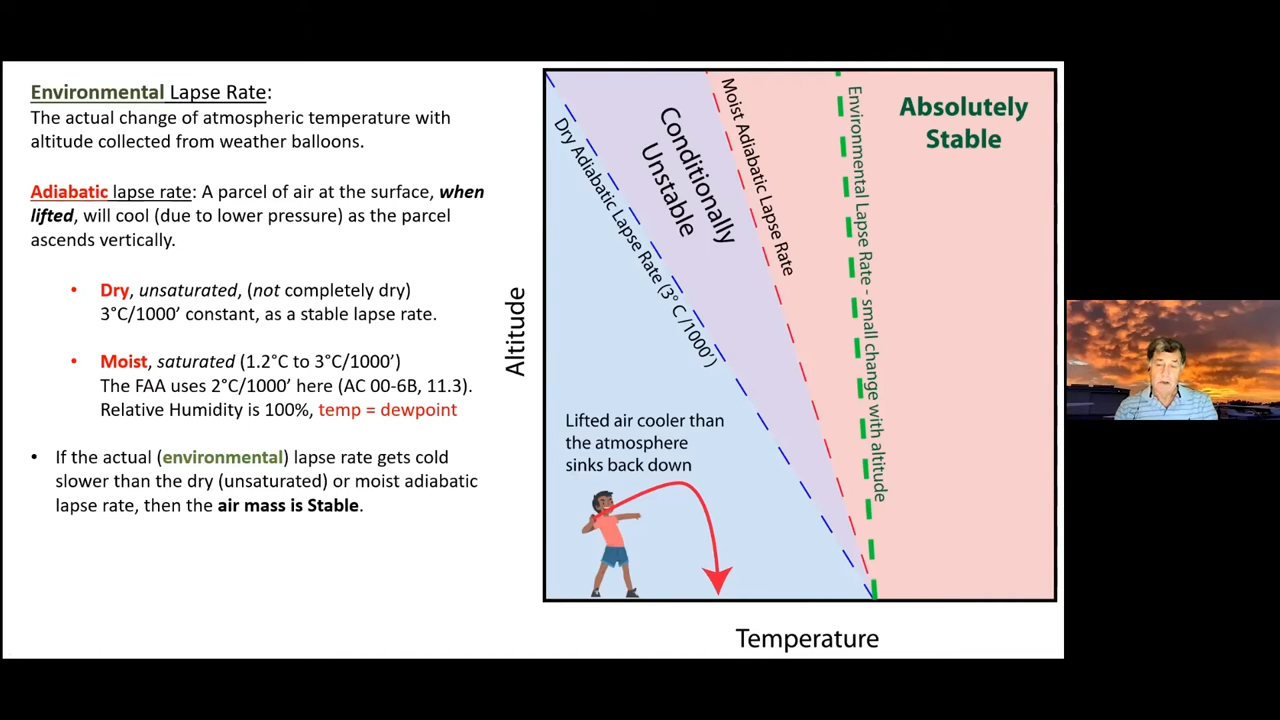 Environmental Lapse Rate:
The actual change of atmospheric temperature with
altitude collected from weather balloons.
Adiabatic lapse rate: A parcel of air at the surface, when
lifted, will cool (due to lower pressure) as the parcel
ascends vertically.
• Dry, unsaturated, (not completely dry)
3°C/1000’ constant, as a stable lapse rate.
• Moist, saturated (1.2°C to 3°C/1000’)
The FAA uses 2°C/1000’ here (AC 00-6B, 11.3).
Relative Humidity is 100%, temp = dewpoint
• If the actual (environmental) lapse rate gets cold
slower than the dry (unsaturated) or moist adiabatic
lapse rate, then the air mass is Stable.
Altitude
Dry Adiabatic Lapse Rate (3° C /1000’)
Conditionally
Unstable
Moist Adiabatic Lapse Rate
Environmental Lapse Rate - small change with altitude
Absolutely
Stable
Lifted air cooler than
the atmosphere
sinks back down
Temperature